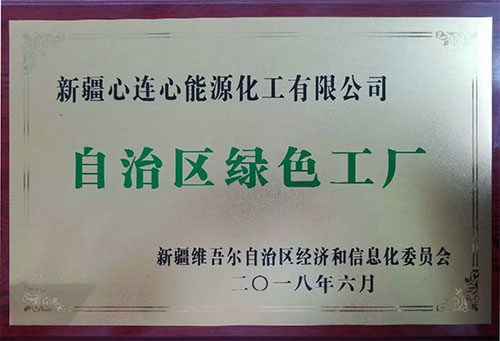 新疆心连心能源化工有限公司
自治区绿色工厂
新疆维吾尔自治区经济和信息化委员会
二〇一八年六月